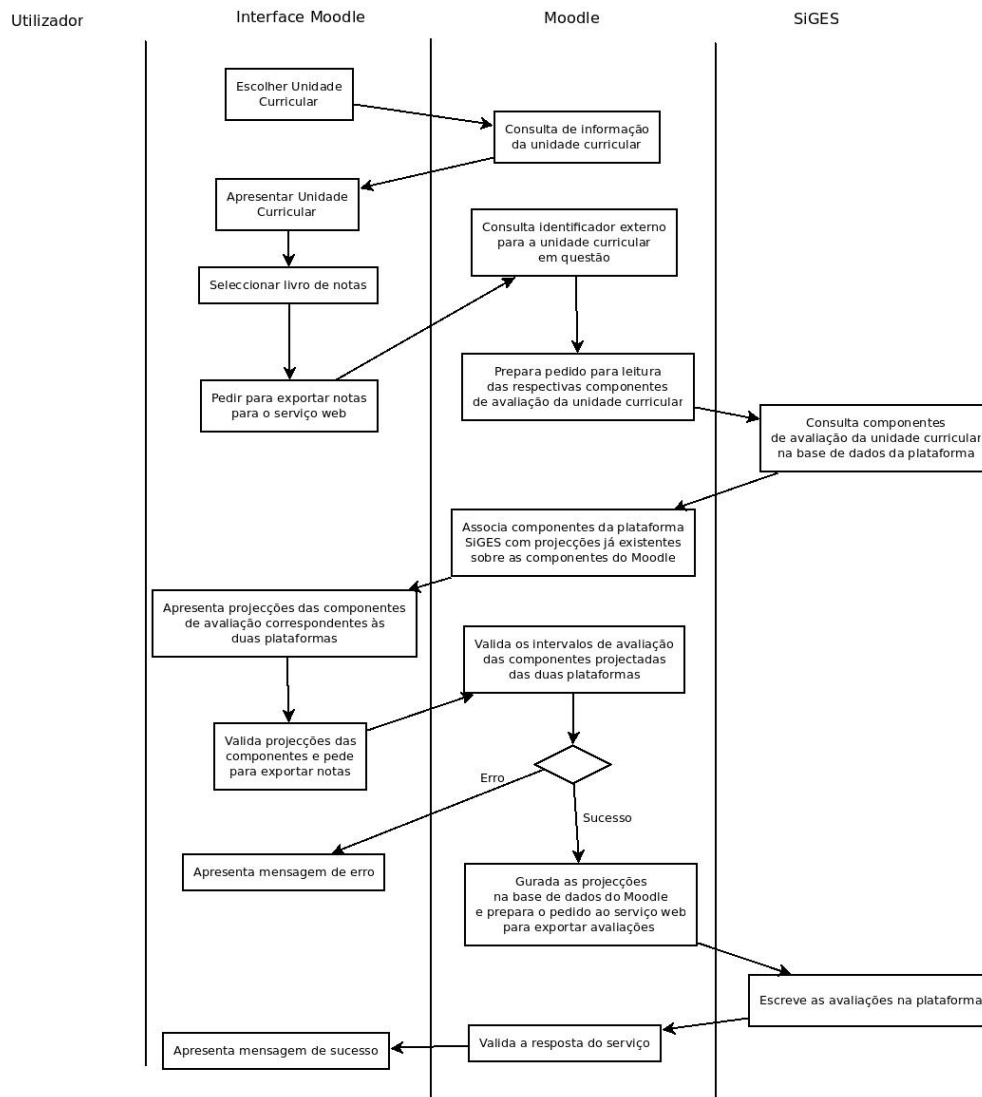 Utilizador
Interface Moodle
Moodle
SiGES
Escolher Unidade
Curricular
Consulta de informação
da unidade curricular
Apresentar Unidade
Curricular
Consulta identificador externo
para a unidade curricular
em questão
Seleccionar livro de notas
Pedir para exportar notas
para o serviço web
Prepara pedido para leitura
das respectivas componentes
de avaliação da unidade curricular
Consulta componentes
de avaliação da unidade curricular
na base de dados da plataforma
Associa componentes da plataforma
SiGES com projecções já existentes
sobre as componentes do Moodle
Apresenta projecções das componentes
de avaliação correspondentes às
duas plataformas
Valida os intervalos de avaliação
das componentes projectadas
das duas plataformas
Valida projecções das
componentes e pede
para exportar notas
Erro
Sucesso
Apresenta mensagem de erro
Gurada as projecções
na base de dados do Moodle
e prepara o pedido ao serviço web
para exportar avaliações
Escreve as avaliações na plataforma
Valida a resposta do serviço
Apresenta mensagem de sucesso